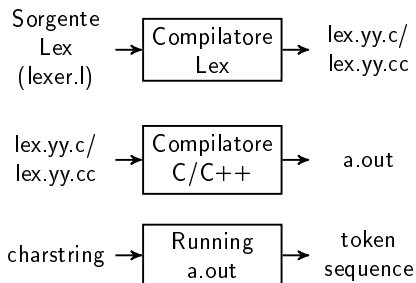 Sorgente
Lex
(lexer.l)
Compilatore
Lex
lex.yy.c/
lex.yy.cc
lex.yy.c/
lex.yy.cc
Compilatore
C/C++
a.out
charstring
Running
a.out
token
sequence